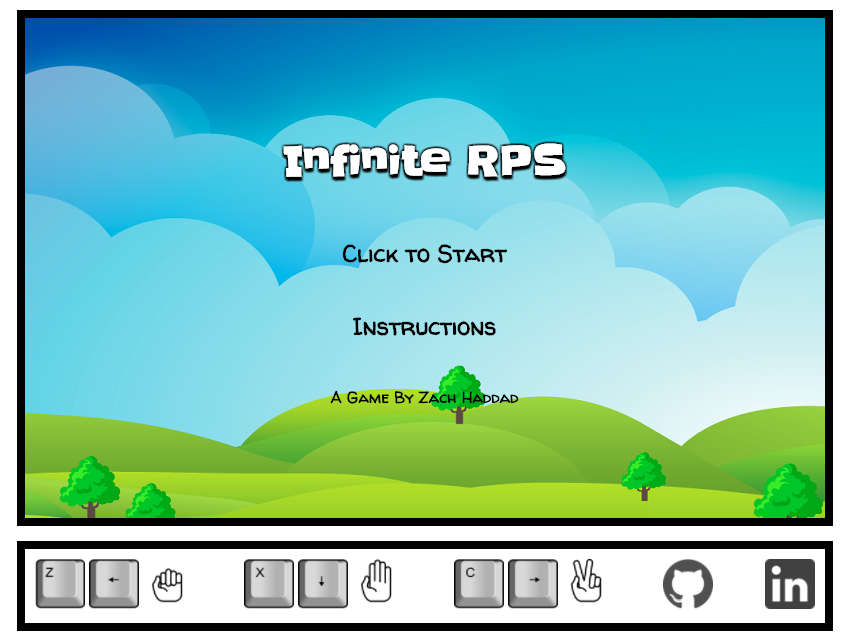 Infinite RPS
Click to Start
Instructions
A Game By Zach Haddad
Z ← X ↓ C → in